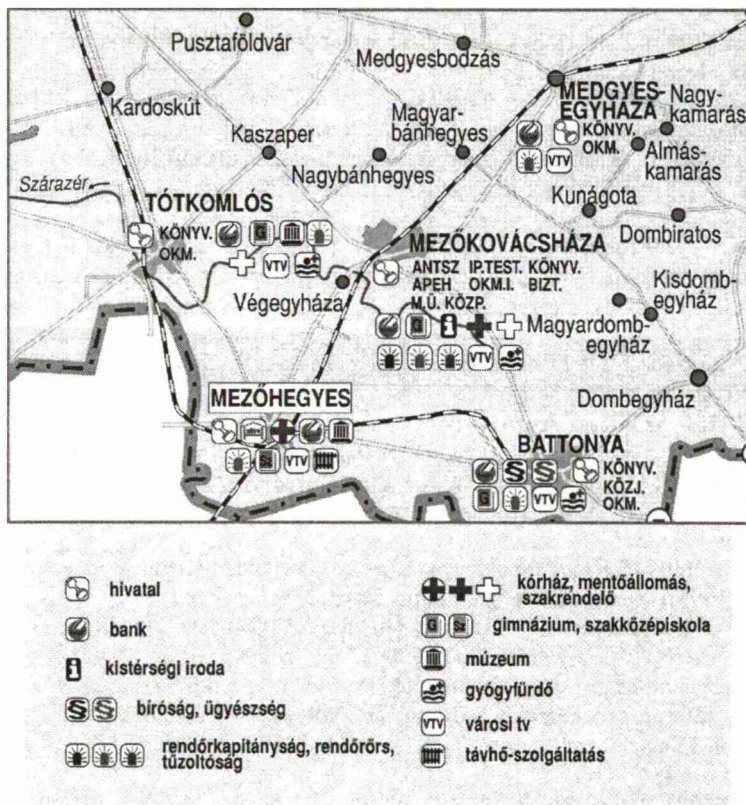 Pusztaföldvár
Medgyesbodzás
Kardoskút
MEDGYES-
EGYHÁZA
Nagy-
kamarás
Magyar-
bánhegyes
KÖNYV.
OKM.
VTV
Kaszaper
Nagybánhegyes
Almás-
kamarás
Szárazér
TÓTKOMLÓS
Kunágota
KÖNYV.
OKM.
G
VTV
Dombiratos
MEZŐKOVÁCSHÁZA
ANTSZ IP.TEST. KÖNYV.
APEH OKM.I. BIZT.
M.Ü. KÖZP.
G
VTV
Végegyháza
Kisdomb-
egyház
Magyardomb-
egyház
MEZŐHEGYES
Sz VTV
Dombegyház
BATTONYA
KÖNYV.
KÖZJ.
OKM.
G VTV
hivatal
bank
kistérségi iroda
bíróság, ügyészség
rendőrkapitányság, rendőrörs,
tűzoltóság
kórház, mentőállomás,
szakrendelő
G Sz gimnázium, szakközépiskola
múzeum
gyógyfürdő
VTV városi tv
távhő-szolgáltatás